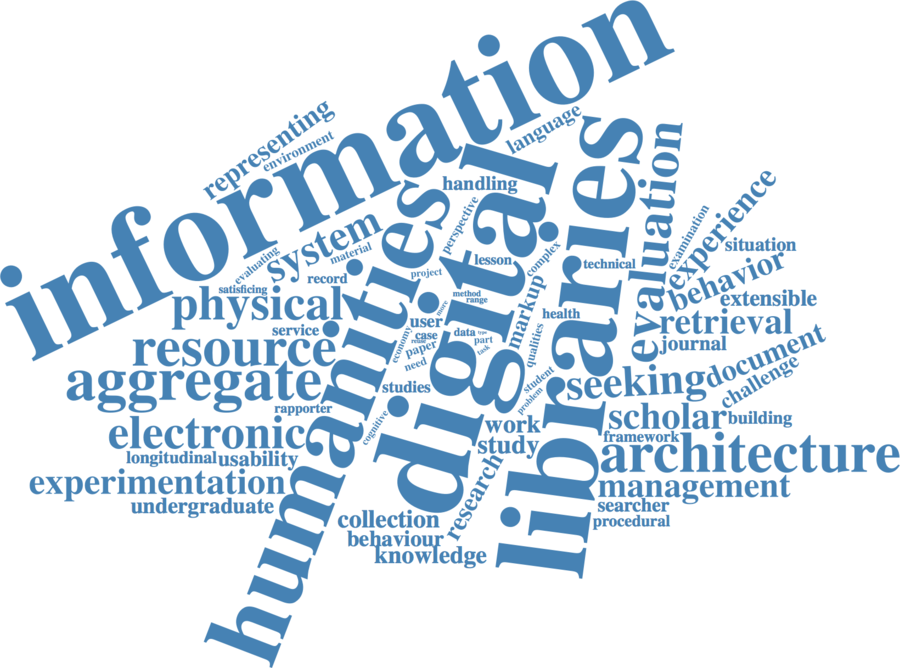 information
libraries
digital
humanities
representing
environment
language
handling
evaluation
perspective
system
material
evaluating
satisficing
record
project
lesson
complex
technical
examination
experience
situation
behavior
extensible
physical
service
user
case
paper
need
economy
method
range
data
part
task
type
markup
health
qualities
retrieval
journal
resource
aggregate
rapporter
studies
cognitive
student
problem
seeking
document
challenge
electronic
longitudinal
usability
work
study
scholar
building
framework
architecture
experimentation
undergraduate
research
management
searcher
procedural
collection
behaviour
knowledge